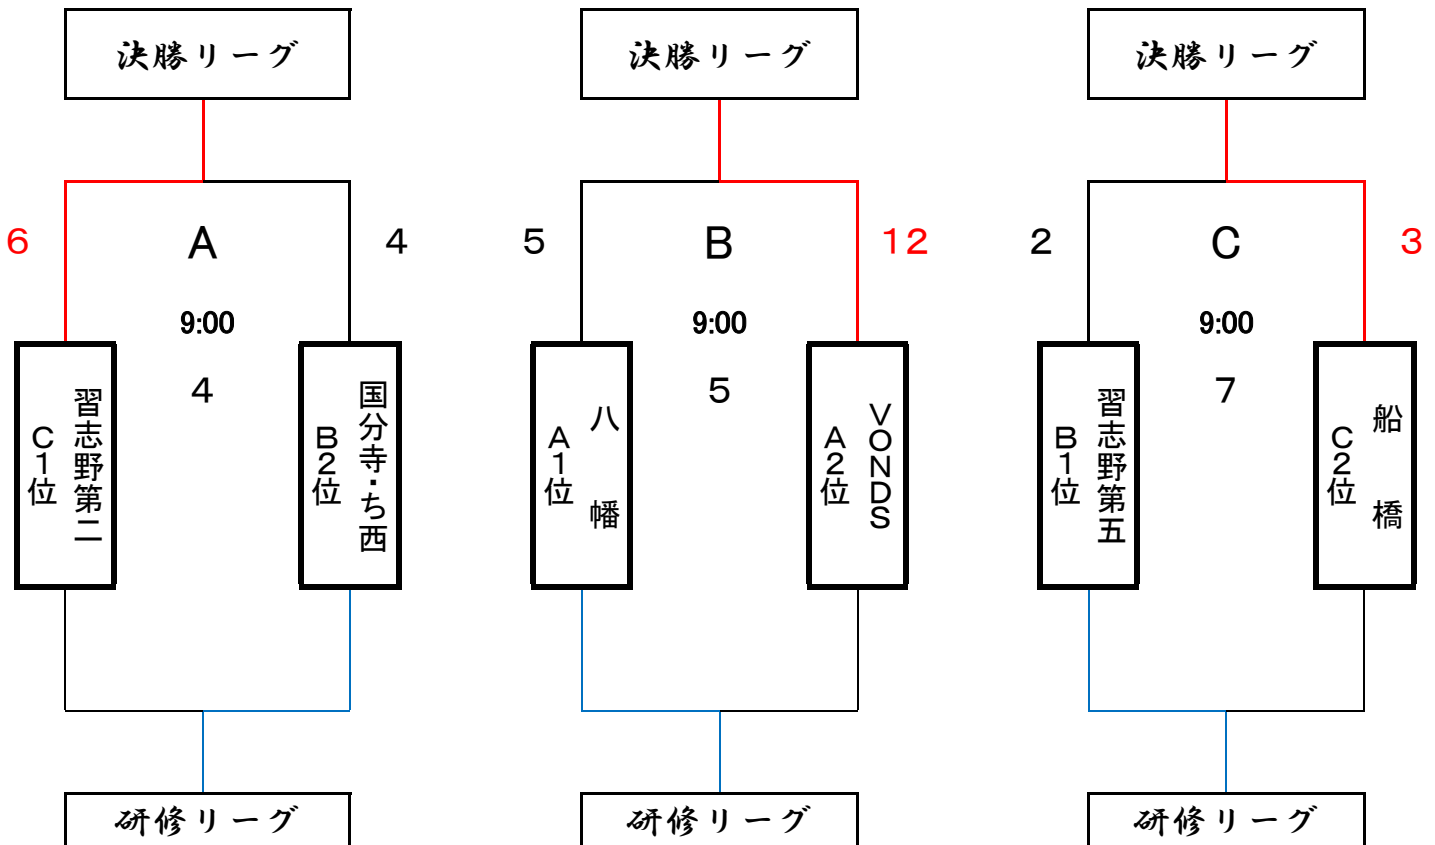 決勝リーグ
決勝リーグ
決勝リーグ
6
A
4
5
B
12
2
C
3
9:00
9:00
9:00
4
5
7
習志野第二
C1位
国分寺・ち西
B2位
八幡
A1位
VONDS
A2位
習志野第五
B1位
船橋
C2位
研修リーグ
研修リーグ
研修リーグ